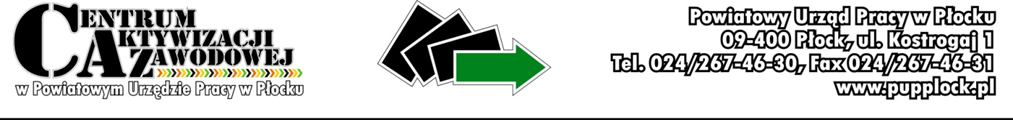 CENTRUM
AKTYWIZACJI
ZAWODOWEJ
w Powiatowym Urzędzie Pracy w Płocku
Powiatowy Urząd Pracy w Płocku
09-400 Płock, ul. Kostrogaj 1
Tel. 024/267-46-30, Fax 024/267-46-31
www.pupplock.pl